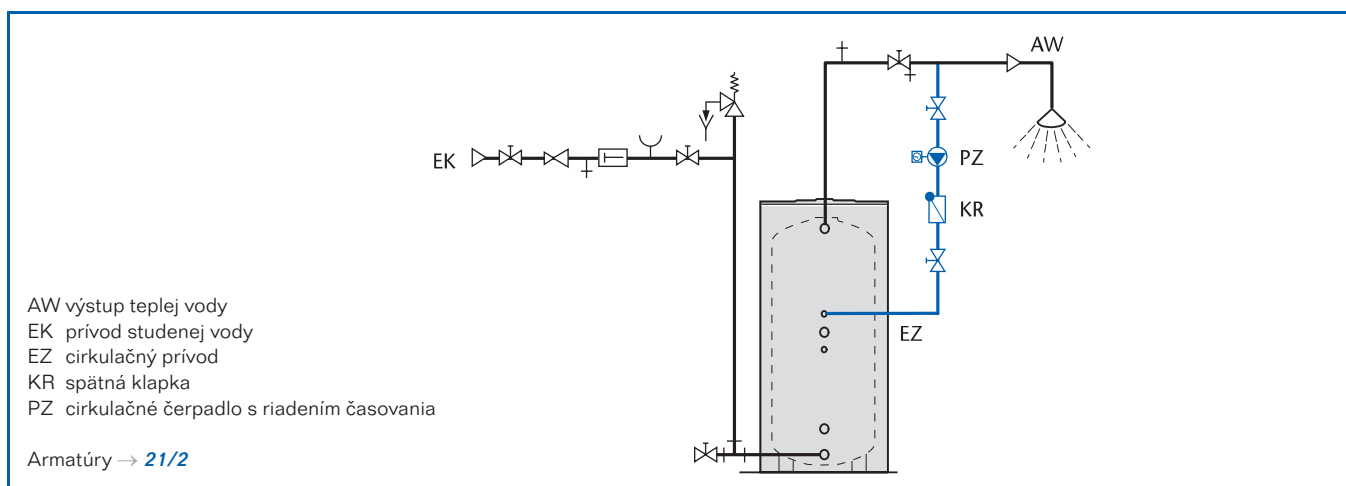 AW
EK
PZ
KR
EZ
AW výstup teplej vody
EK prívod studenej vody
EZ cirkulačný prívod
KR spätná klapka
PZ cirkulačné čerpadlo s riadením časovania
Armatúry → 21/2